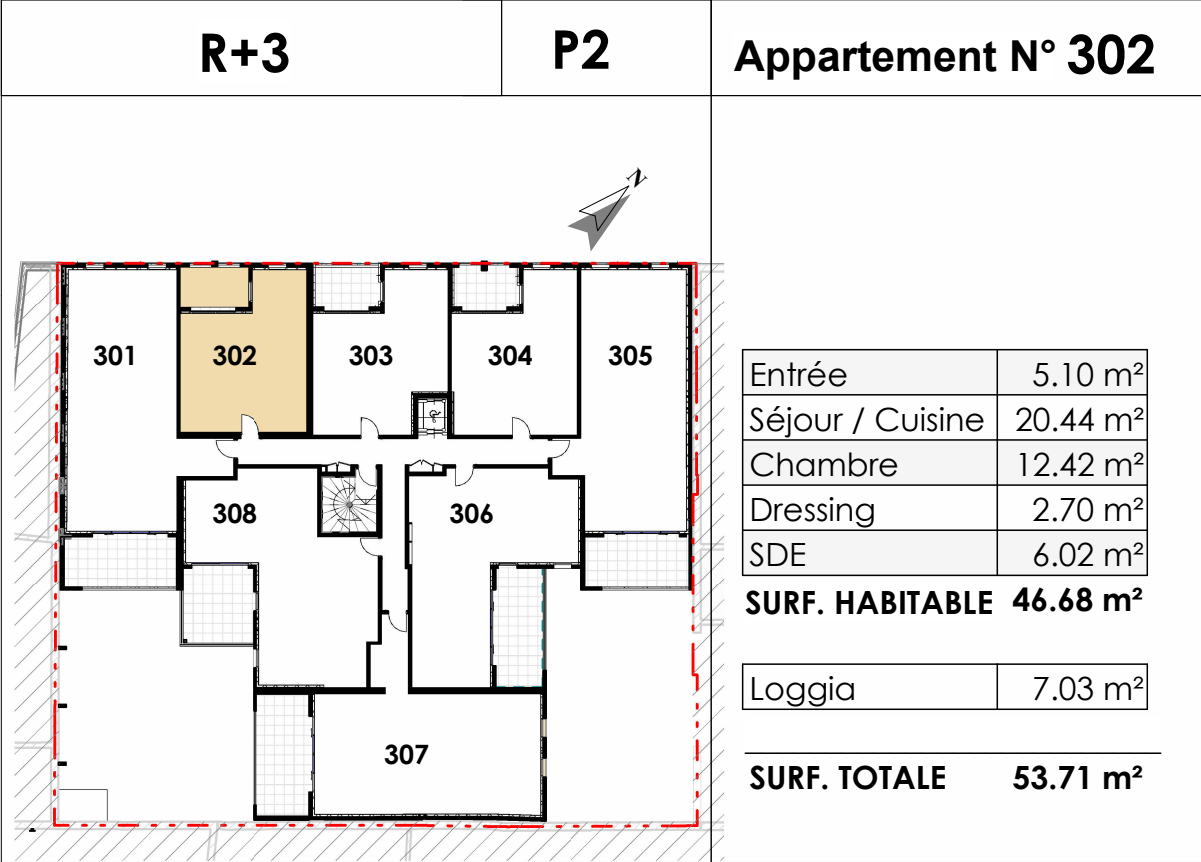 R+3
P2
Appartement N° 302
N
301
302
303
304
305
308
306
307
Entrée 5.10 m²
Séjour / Cuisine 20.44 m²
Chambre 12.42 m²
Dressing 2.70 m²
SDE 6.02 m²
SURF. HABITABLE 46.68 m²
Loggia 7.03 m²
SURF. TOTALE 53.71 m²